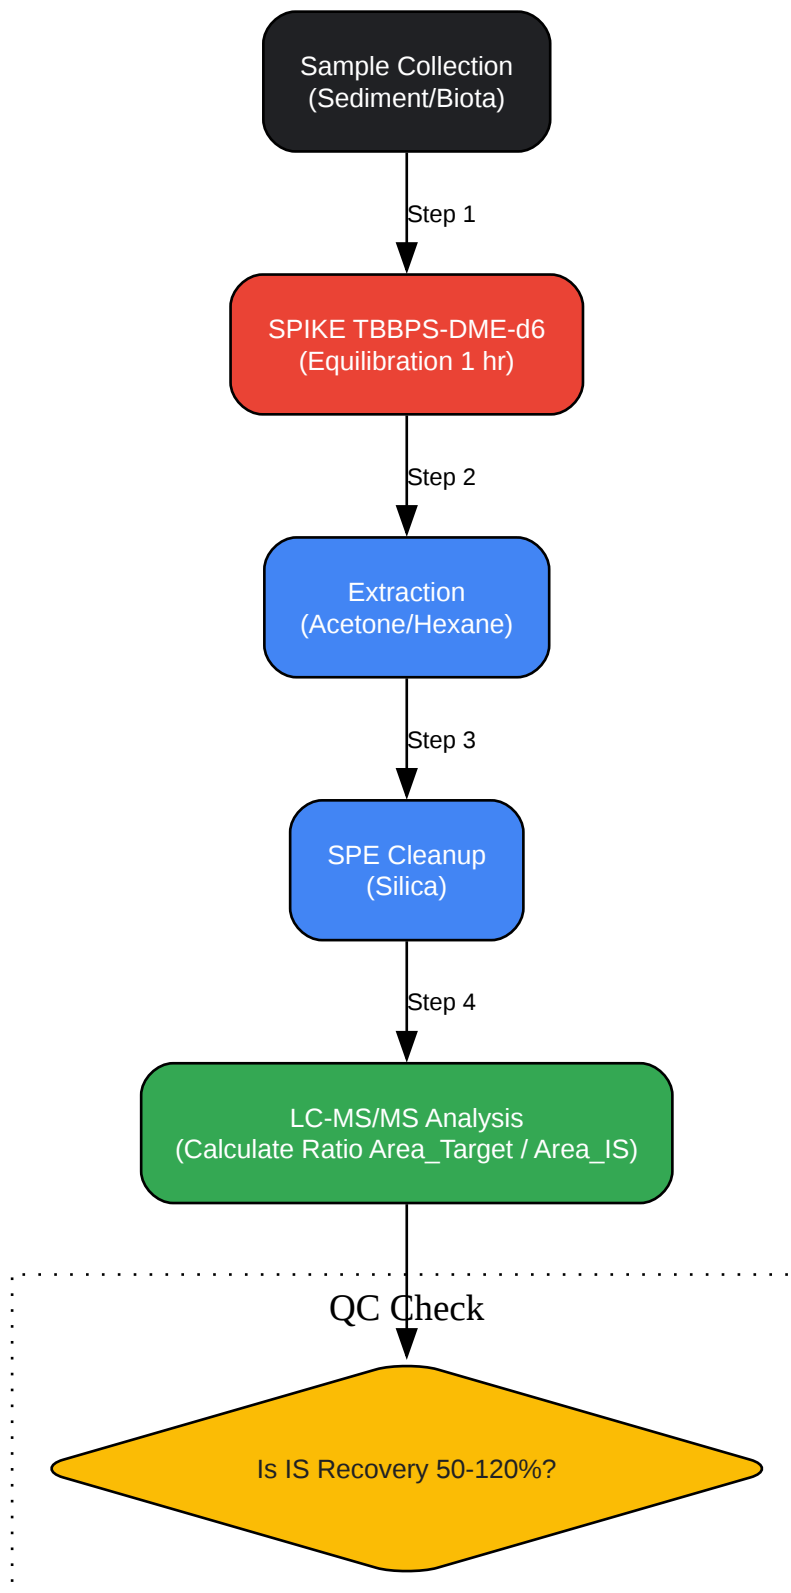 Sample Collection
(Sediment/Biota)
Step 1
SPIKE TBBPS-DME-d6
(Equilibration 1 hr)
Step 2
Extraction
(Acetone/Hexane)
Step 3
SPE Cleanup
(Silica)
Step 4
LC-MS/MS Analysis
(Calculate Ratio Area_Target / Area_IS)
QC Check
Is IS Recovery 50-120%?